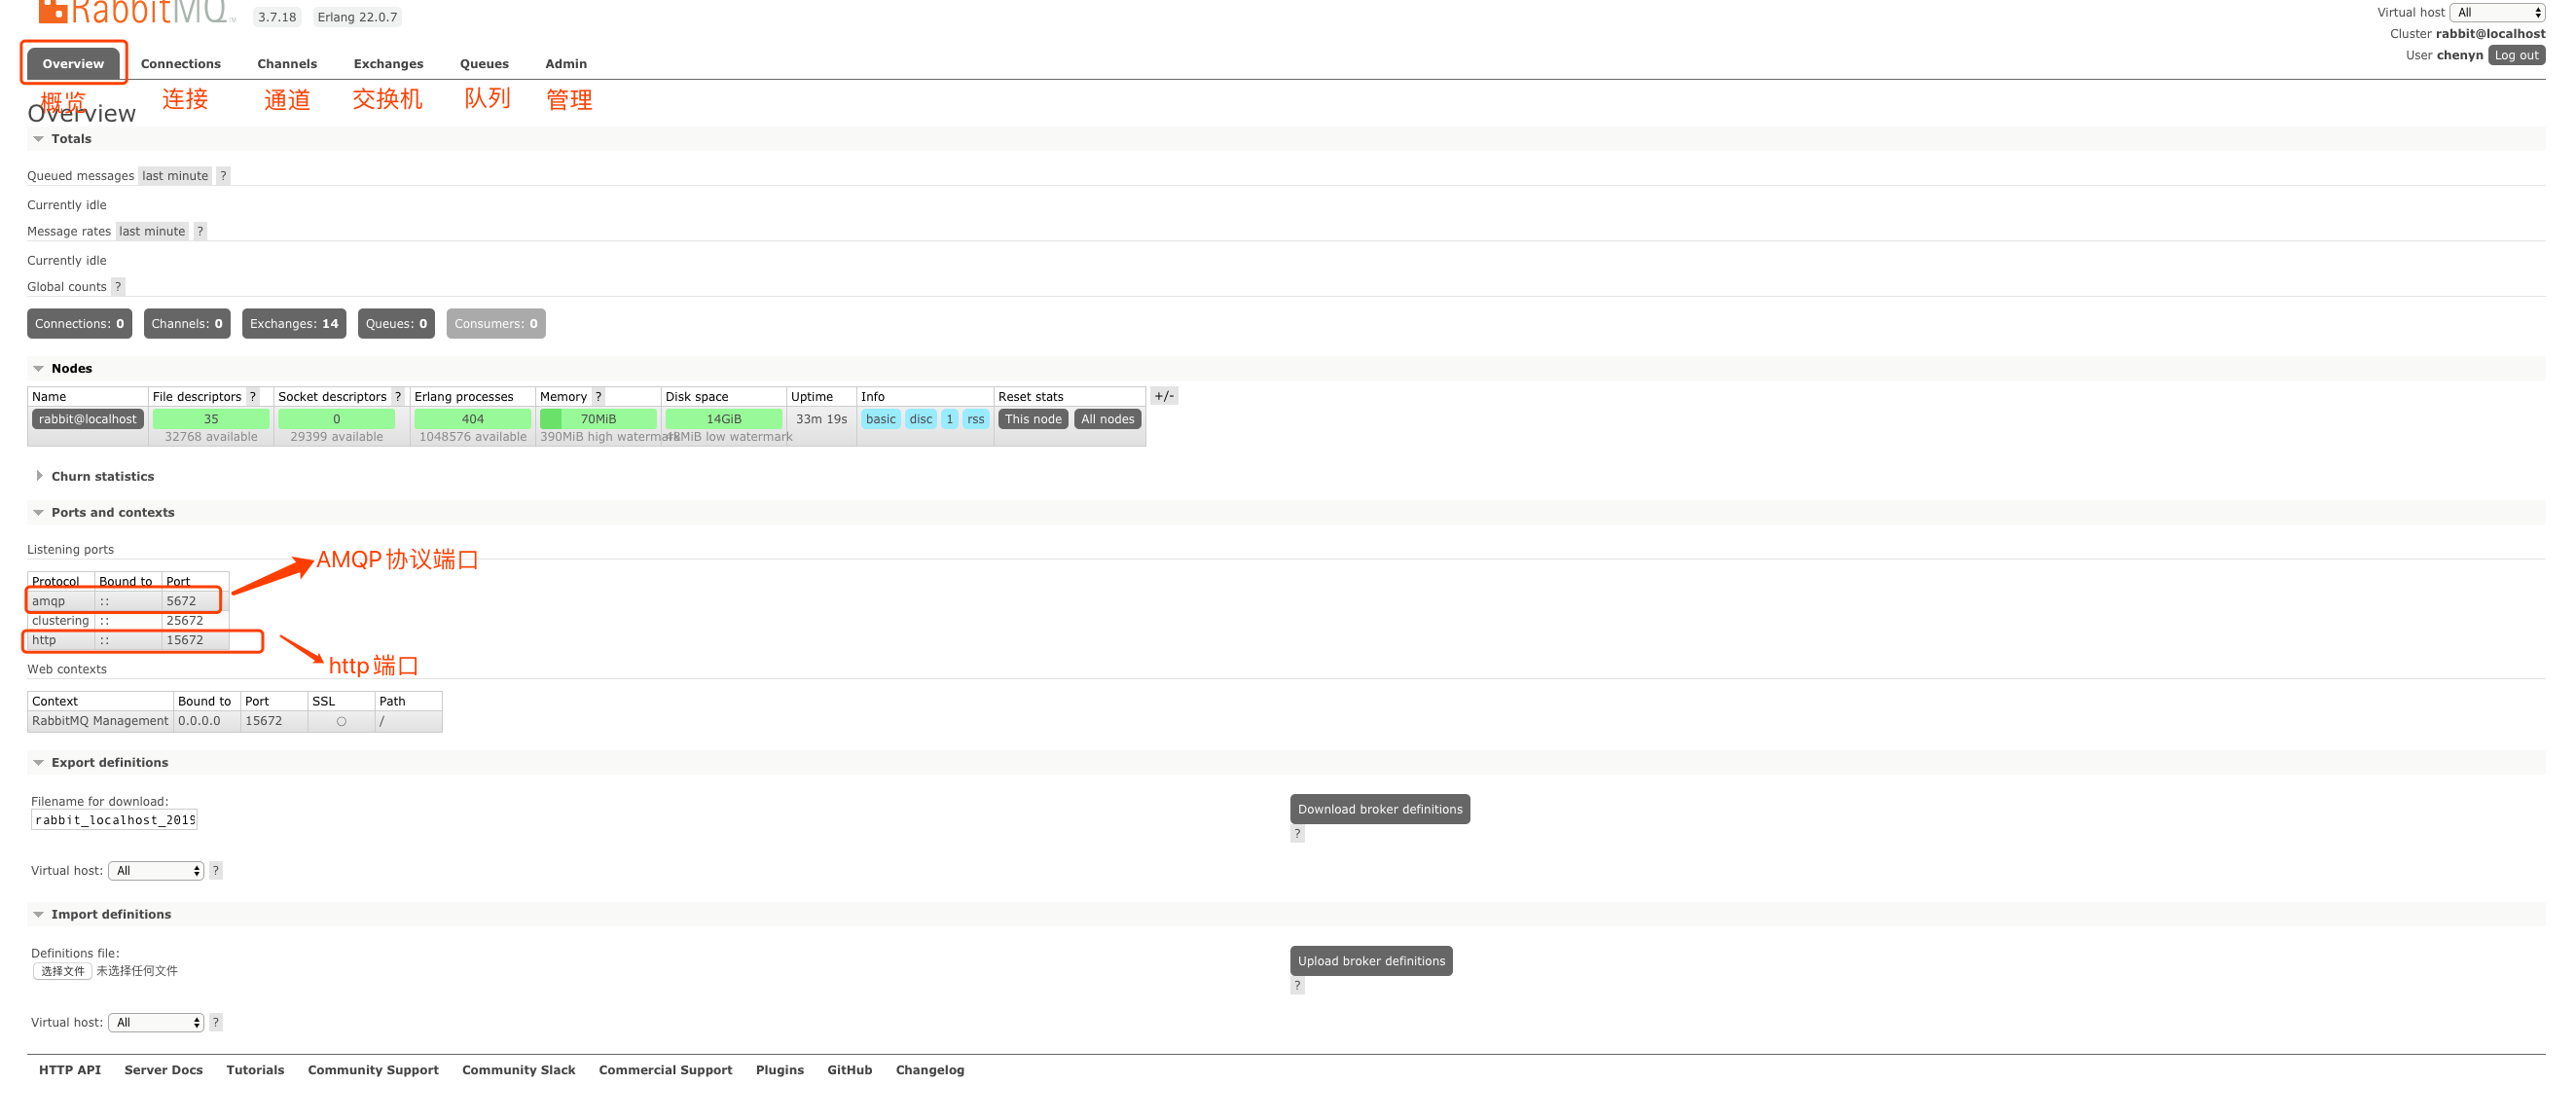 RabbitMQ 3.7.18 Erlang 22.0.7
Virtual host All
Cluster rabbit@localhost
User chenyn Log out
Overview Connections Channels Exchanges Queues Admin
概览 连接 通道 交换机 队列 管理
Overview
Totals
Queued messages last minute ?
Currently idle
Message rates last minute ?
Currently idle
Global counts ?
Connections: 0 Channels: 0 Exchanges: 14 Queues: 0 Consumers: 0
Nodes
Name File descriptors ? Socket descriptors ? Erlang processes Memory ? Disk space Uptime Info Reset stats +/-
rabbit@localhost 35 0 404 70MiB 14GiB 33m 19s basic disc 1 rss This node All nodes
32768 available 29399 available 1048576 available 390MiB high watermark 48MiB low watermark
Churn statistics
Ports and contexts
Listening ports
AMQP协议端口
Protocol Bound to Port
amqp :: 5672
clustering :: 25672
http :: 15672
http端口
Web contexts
Context Bound to Port SSL Path
RabbitMQ Management 0.0.0.0 15672 ○ /
Export definitions
Filename for download:
rabbit_localhost_2019
Download broker definitions
?
Virtual host: All ?
Import definitions
Definitions file:
选择文件 未选择任何文件
Upload broker definitions
?
Virtual host: All ?
HTTP API Server Docs Tutorials Community Support Community Slack Commercial Support Plugins GitHub Changelog